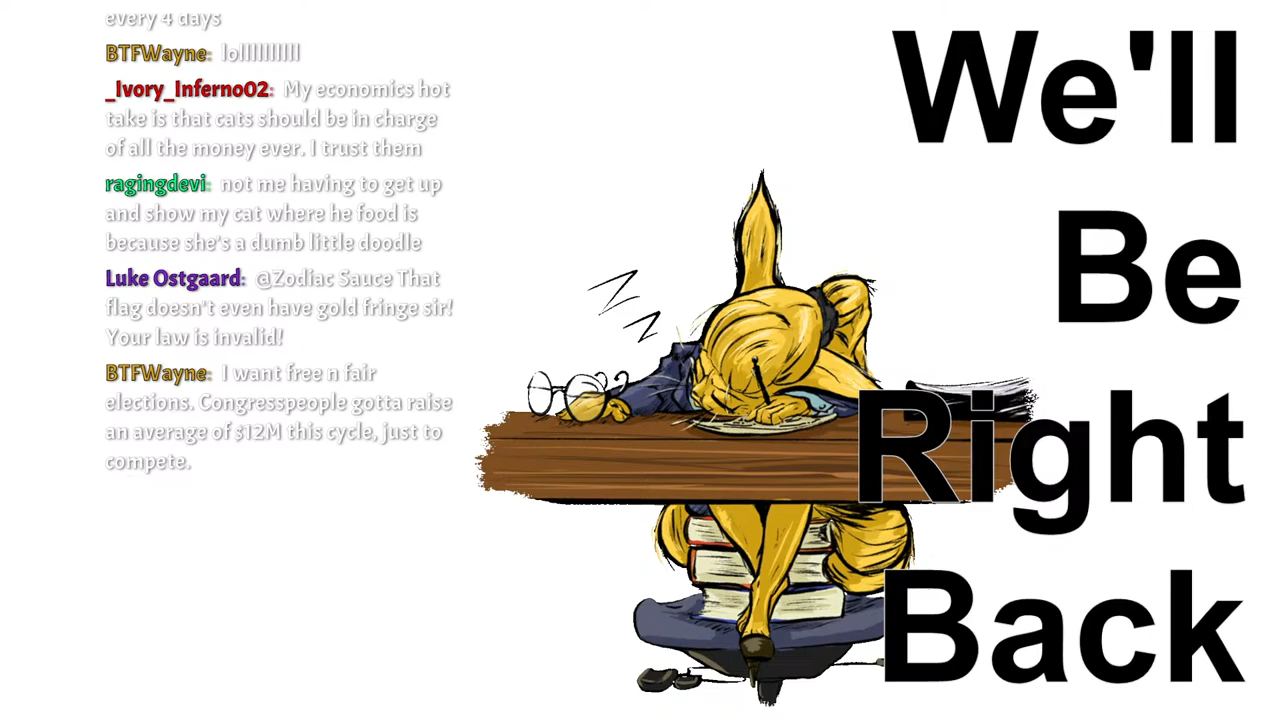 every 4 days
BTFWayne: lolllllllllll
_Ivory_Inferno02: My economics hot
take is that cats should be in charge
of all the money ever. I trust them
ragingdevi: not me having to get up
and show my cat where he food is
because she's a dumb little doodle
Luke Ostgaard: @Zodiac Sauce That
flag doesn't even have gold fringe sir!
Your law is invalid!
BTFWayne: I want free n fair
elections. Congresspeople gotta raise
an average of $12M this cycle, just to
compete.
We'll
Be
Right
Back